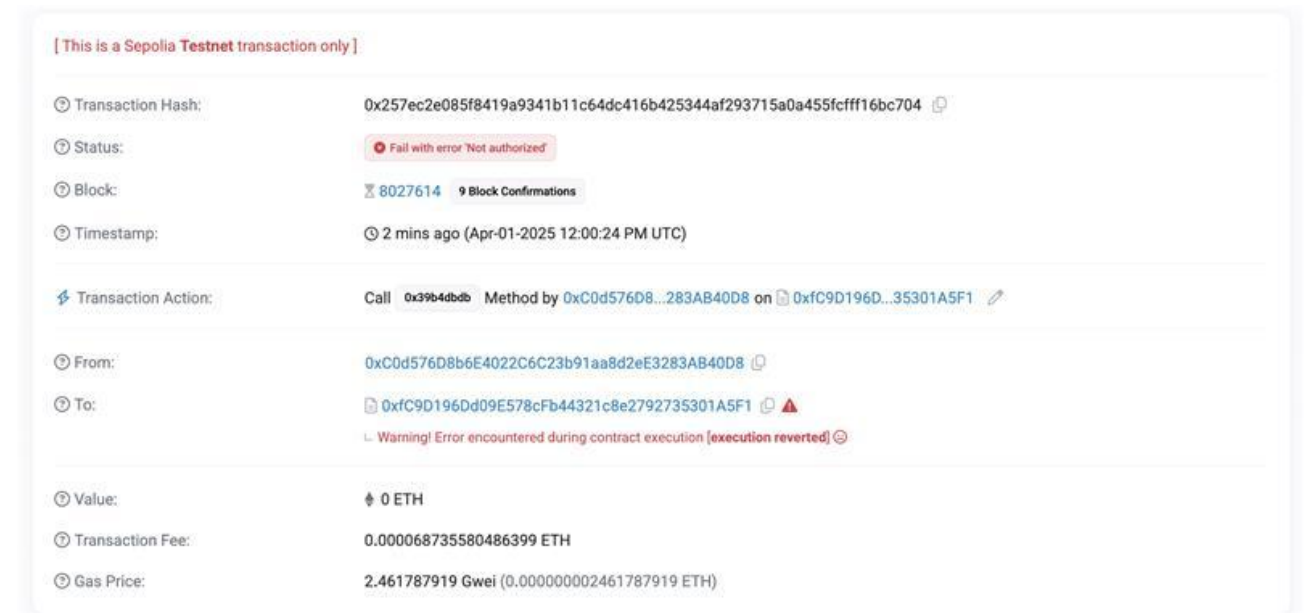 [ This is a Sepolia Testnet transaction only ]
Transaction Hash: 0x257ec2e085f8419a9341b11c64dc416b425344af293715a0a455fcfff16bc704
Status: Fail with error 'Not authorized'
Block: 8027614 9 Block Confirmations
Timestamp: 2 mins ago (Apr-01-2025 12:00:24 PM UTC)
Transaction Action: Call 0x39b4dbdb Method by 0xC0d576D8...283AB40D8 on 0xfC9D196D...35301A5F1
From: 0xC0d576D8b6E4022C6C23b91aa8d2eE3283AB40D8
To: 0xfC9D196Dd09E578cFb44321c8e2792735301A5F1
Warning! Error encountered during contract execution [execution reverted]
Value: 0 ETH
Transaction Fee: 0.000068735580486399 ETH
Gas Price: 2.461787919 Gwei (0.000000002461787919 ETH)